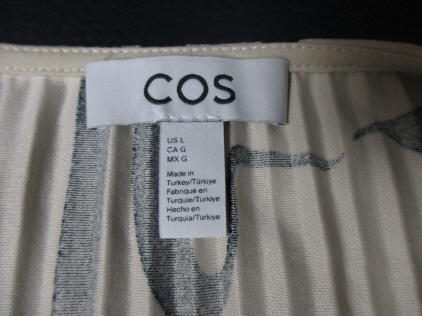 COS
US L
CA G
MX G
Made in
Turkey/Türkiye
Fabriqué en
Turquie/Türkiye
Hecho en
Turquía/Türkiye